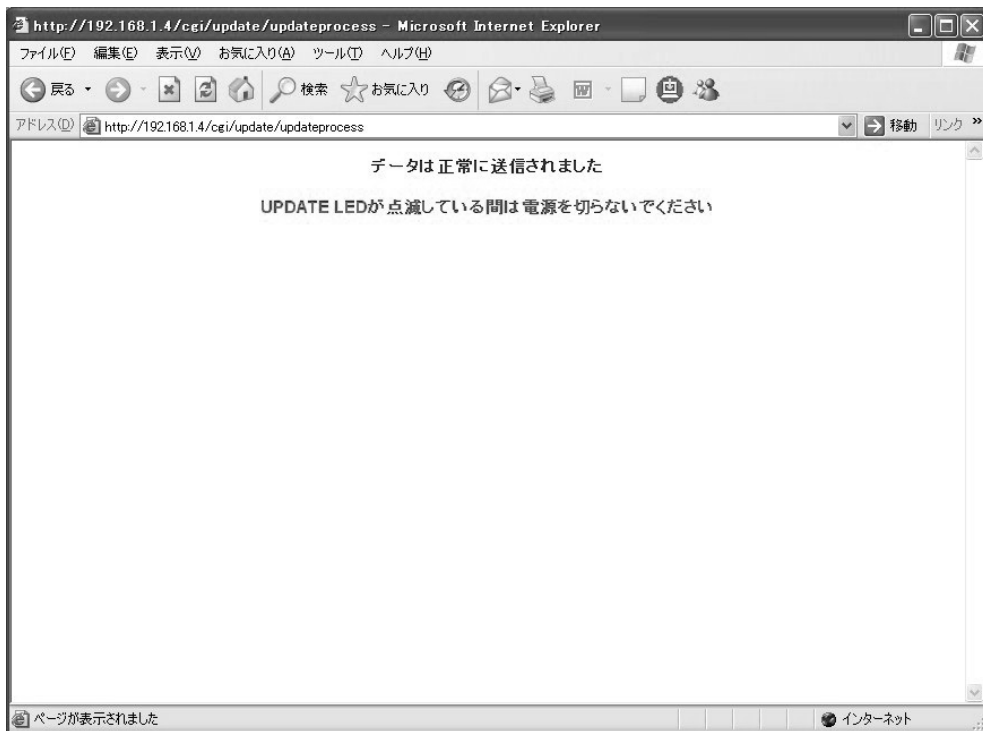 http://192.168.1.4/cgi/update/updateprocess - Microsoft Internet Explorer
ファイル(F) 編集(E) 表示(V) お気に入り(A) ツール(T) ヘルプ(H)
戻る 検索 お気に入り
アドレス(D) http://192.168.1.4/cgi/update/updateprocess 移動 リンク »
データは正常に送信されました
UPDATE LEDが点滅している間は電源を切らないでください
ページが表示されました インターネット